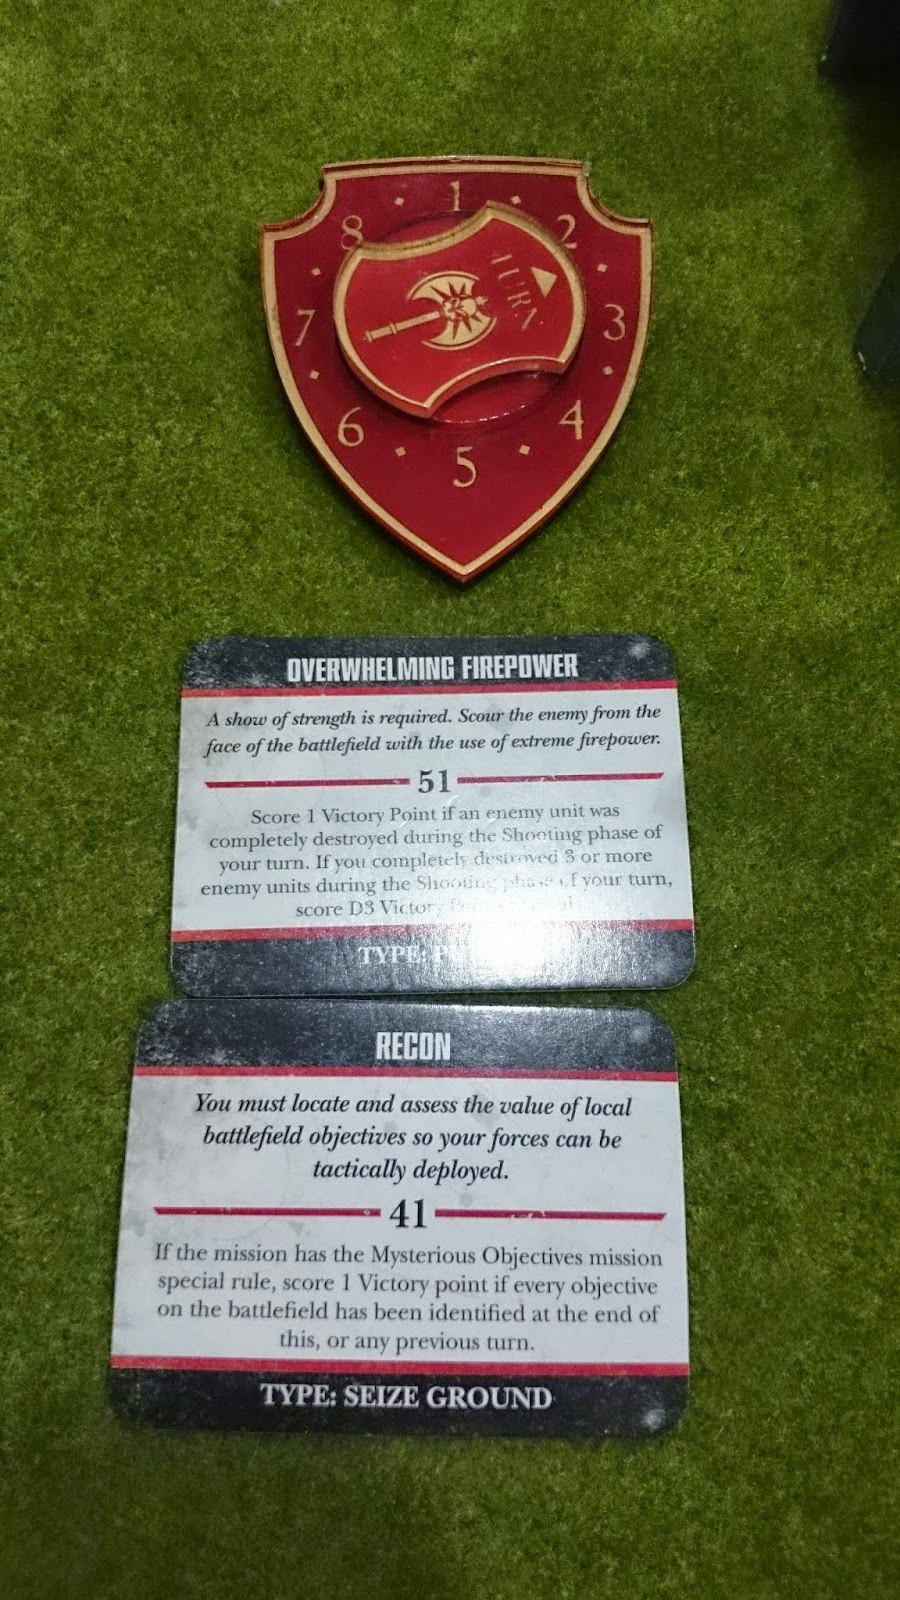 1
8
2
TURN
7
3
6
4
5
OVERWHELMING FIREPOWER
A show of strength is required. Scour the enemy from the
face of the battlefield with the use of extreme firepower.
51
Score 1 Victory Point if an enemy unit was
completely destroyed during the Shooting phase of
your turn. If you completely destroyed 3 or more
enemy units during the Shooting phase of your turn,
score D3 Victory
TYPE:
RECON
You must locate and assess the value of local
battlefield objectives so your forces can be
tactically deployed.
41
If the mission has the Mysterious Objectives mission
special rule, score 1 Victory point if every objective
on the battlefield has been identified at the end of
this, or any previous turn.
TYPE: SEIZE GROUND